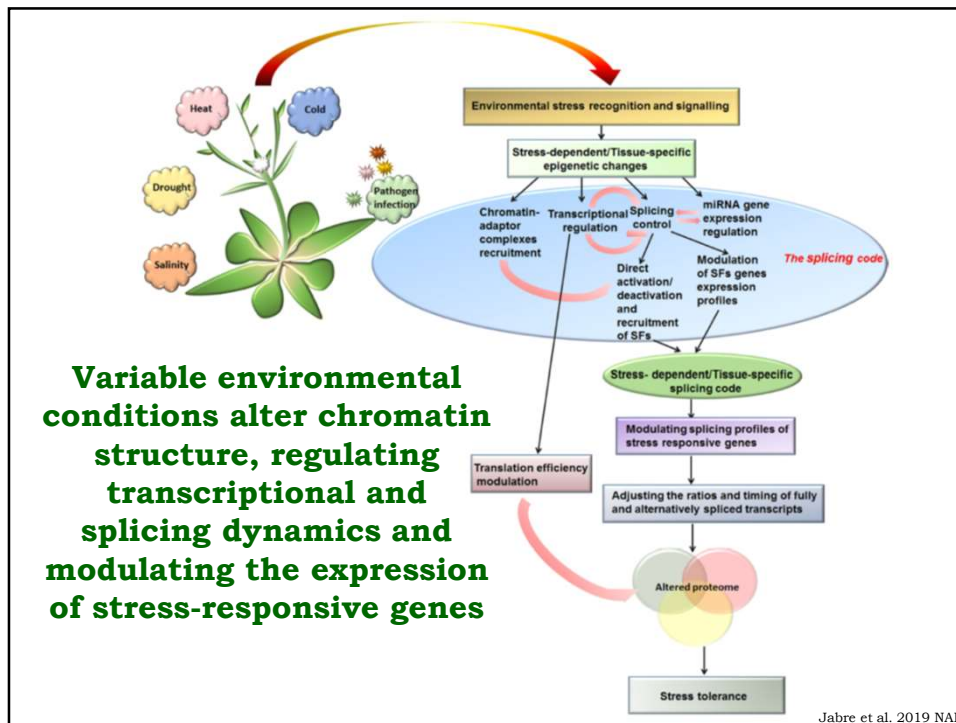 Heat
Cold
Drought
Pathogen
infection
Salinity
Environmental stress recognition and signalling
Stress-dependent/Tissue-specific
epigenetic changes
Chromatin-
adaptor
complexes
recruitment
Transcriptional
regulation
Splicing
control
miRNA gene
expression
regulation
The splicing code
Direct
activation/
deactivation
and
recruitment
of SFs
Modulation
of SFs genes
expression
profiles
Stress- dependent/Tissue-specific
splicing code
Modulating splicing profiles of
stress responsive genes
Translation efficiency
modulation
Adjusting the ratios and timing of fully
and alternatively spliced transcripts
Altered proteome
Stress tolerance
Variable environmental
conditions alter chromatin
structure, regulating
transcriptional and
splicing dynamics and
modulating the expression
of stress-responsive genes
Jabre et al. 2019